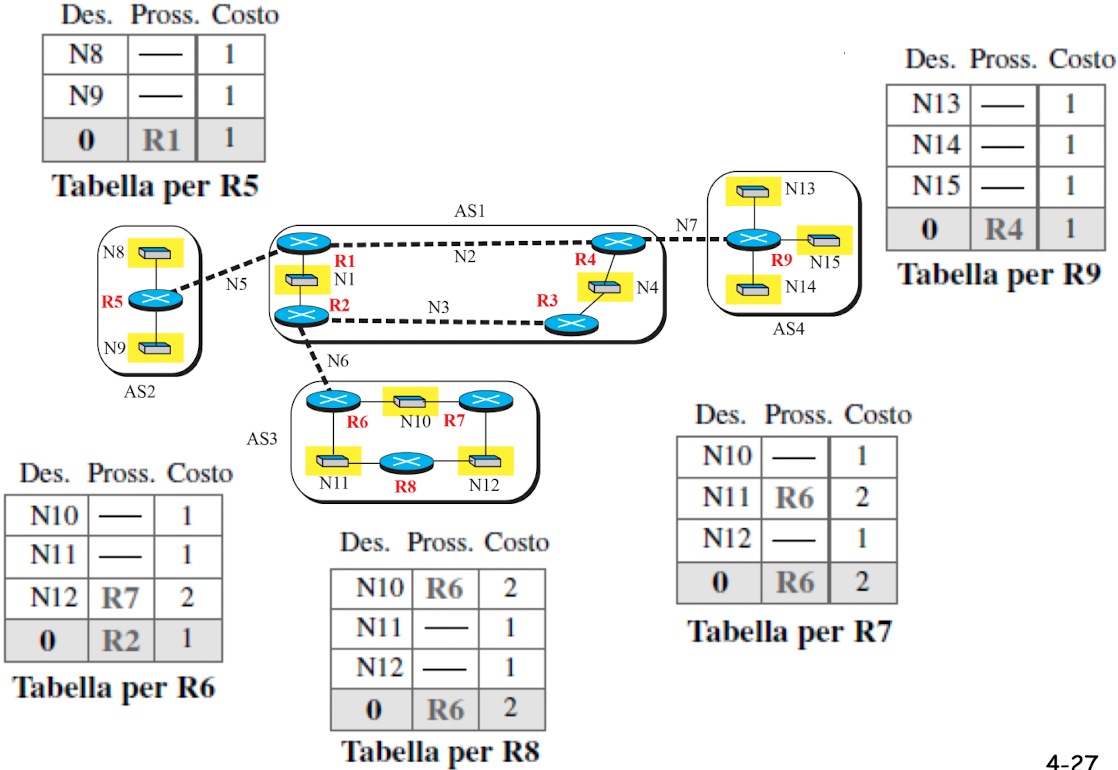 Des. Pross. Costo
N8 — 1
N9 — 1
0 R1 1
Tabella per R5
Des. Pross. Costo
N13 — 1
N14 — 1
N15 — 1
0 R4 1
Tabella per R9
AS1
N8
R5
N9
AS2
N5
R1
N1
R2
N2
N3
R4
R3
N4
N7
N13
R9
N15
N14
AS4
N6
AS3
R6
N10
R7
N11
R8
N12
Des. Pross. Costo
N10 — 1
N11 — 1
N12 R7 2
0 R2 1
Tabella per R6
Des. Pross. Costo
N10 R6 2
N11 — 1
N12 — 1
0 R6 2
Tabella per R8
Des. Pross. Costo
N10 — 1
N11 R6 2
N12 — 1
0 R6 2
Tabella per R7
4-27